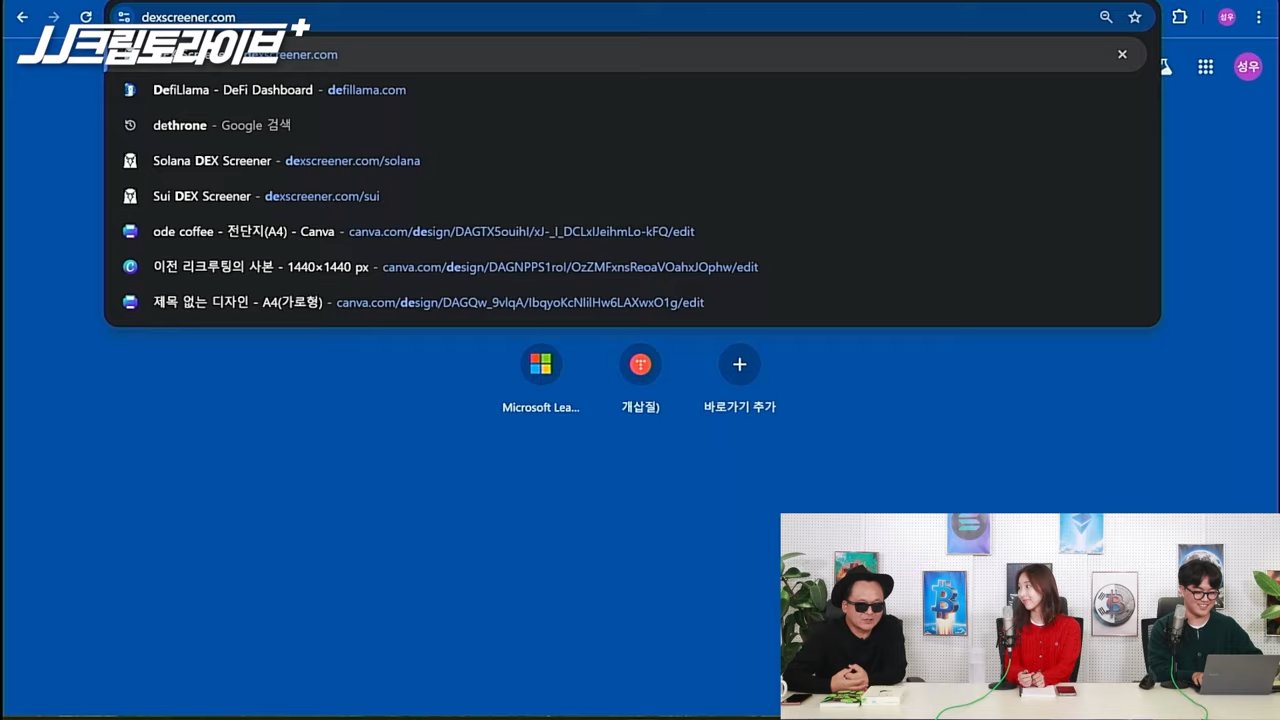 dexscreener.com
성우
JJ크립토라이브+
성우
DefiLlama - DeFi Dashboard - defillama.com
dethrone - Google 검색
Solana DEX Screener - dexscreener.com/solana
Sui DEX Screener - dexscreener.com/sui
ode coffee - 전단지(A4) - Canva - canva.com/design/DAGTX5ouihI/xJ-_I_DCLxIJeihmLo-kFQ/edit
이전 리크루팅의 사본 - 1440×1440 px - canva.com/design/DAGNPPS1rol/OzZMFxnsReoaVOahxJOphw/edit
제목 없는 디자인 - A4(가로형) - canva.com/design/DAGQw_9vlqA/IbqyoKcNIilHw6LAXwxO1g/edit
Microsoft Lea...
개삽질)
바로가기 추가